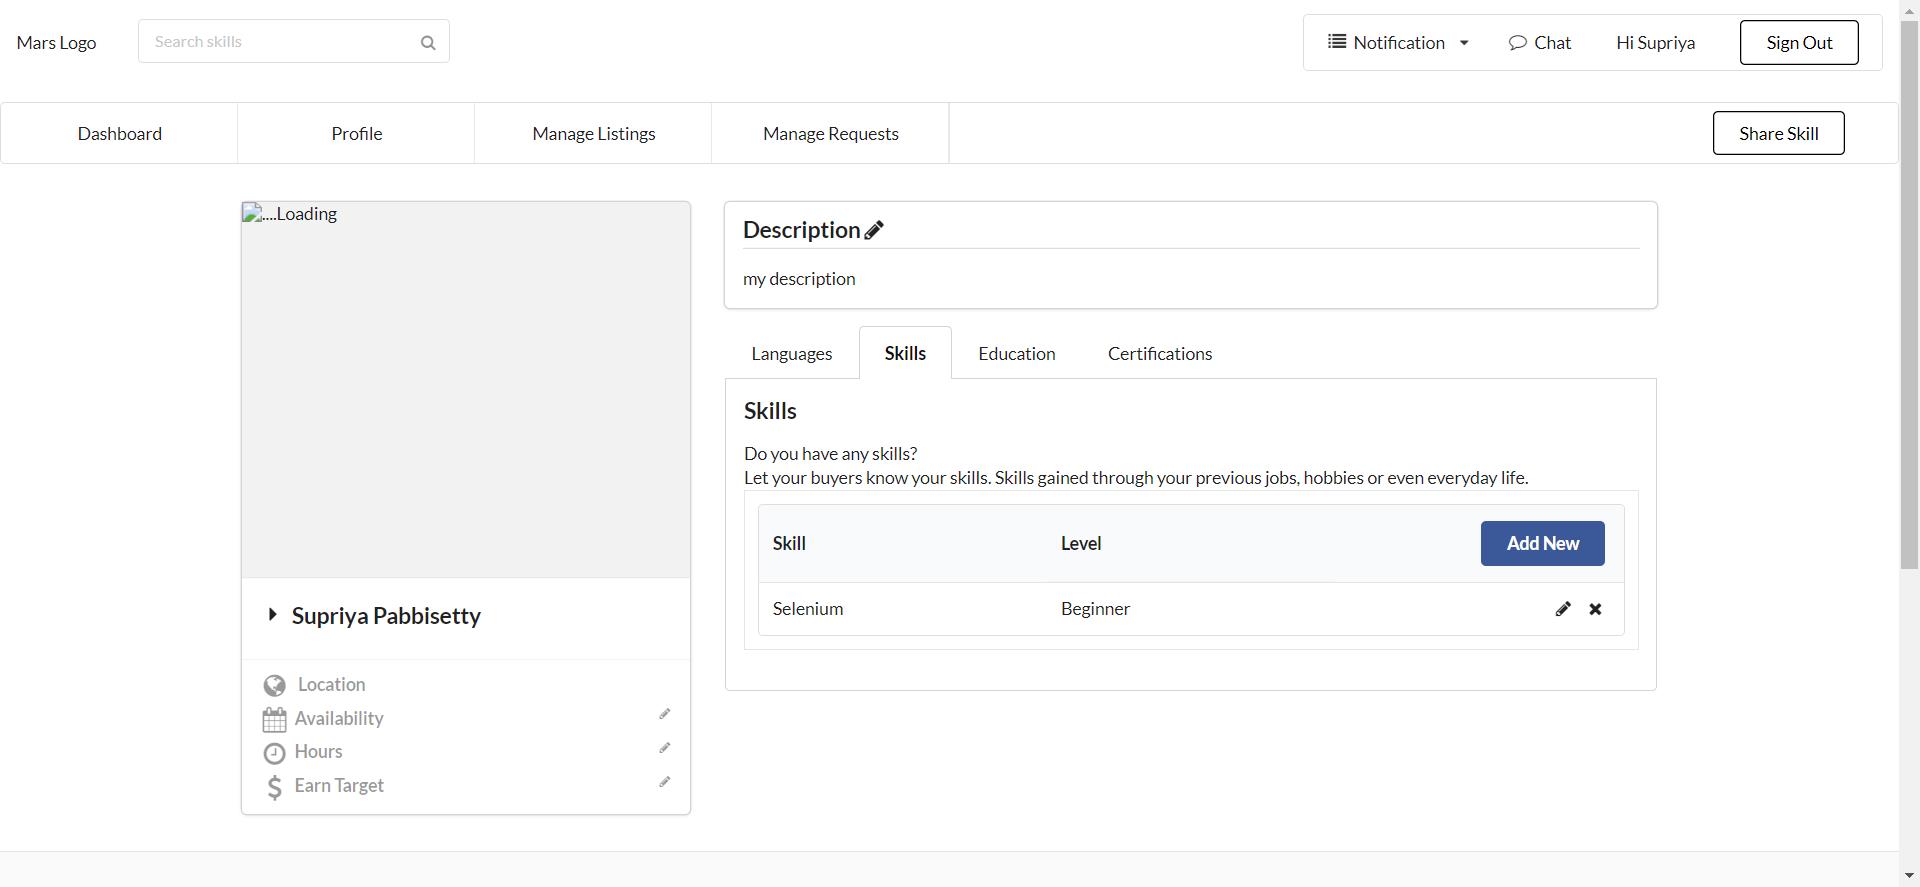 Mars Logo
Search skills
Notification
Chat
Hi Supriya
Sign Out
Dashboard
Profile
Manage Listings
Manage Requests
Share Skill
....Loading
Supriya Pabbisetty
Location
Availability
Hours
Earn Target
Description
my description
Languages
Skills
Education
Certifications
Skills
Do you have any skills?
Let your buyers know your skills. Skills gained through your previous jobs, hobbies or even everyday life.
Skill Level Add New
Selenium Beginner